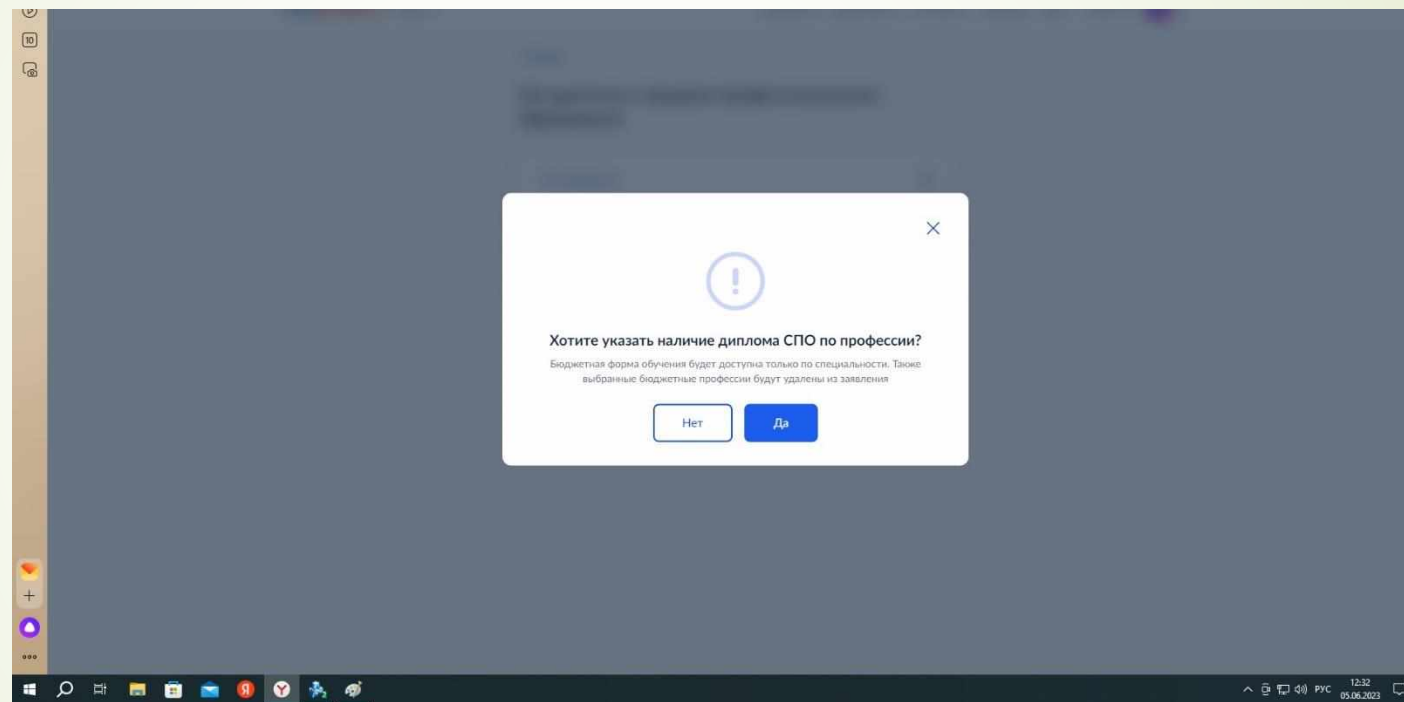 10
Хотите указать наличие диплома СПО по профессии?
Бюджетная форма обучения будет доступна только по специальности. Также
выбранные бюджетные профессии будут удалены из заявления
Нет
Да
РУС
12:32
05.06.2023